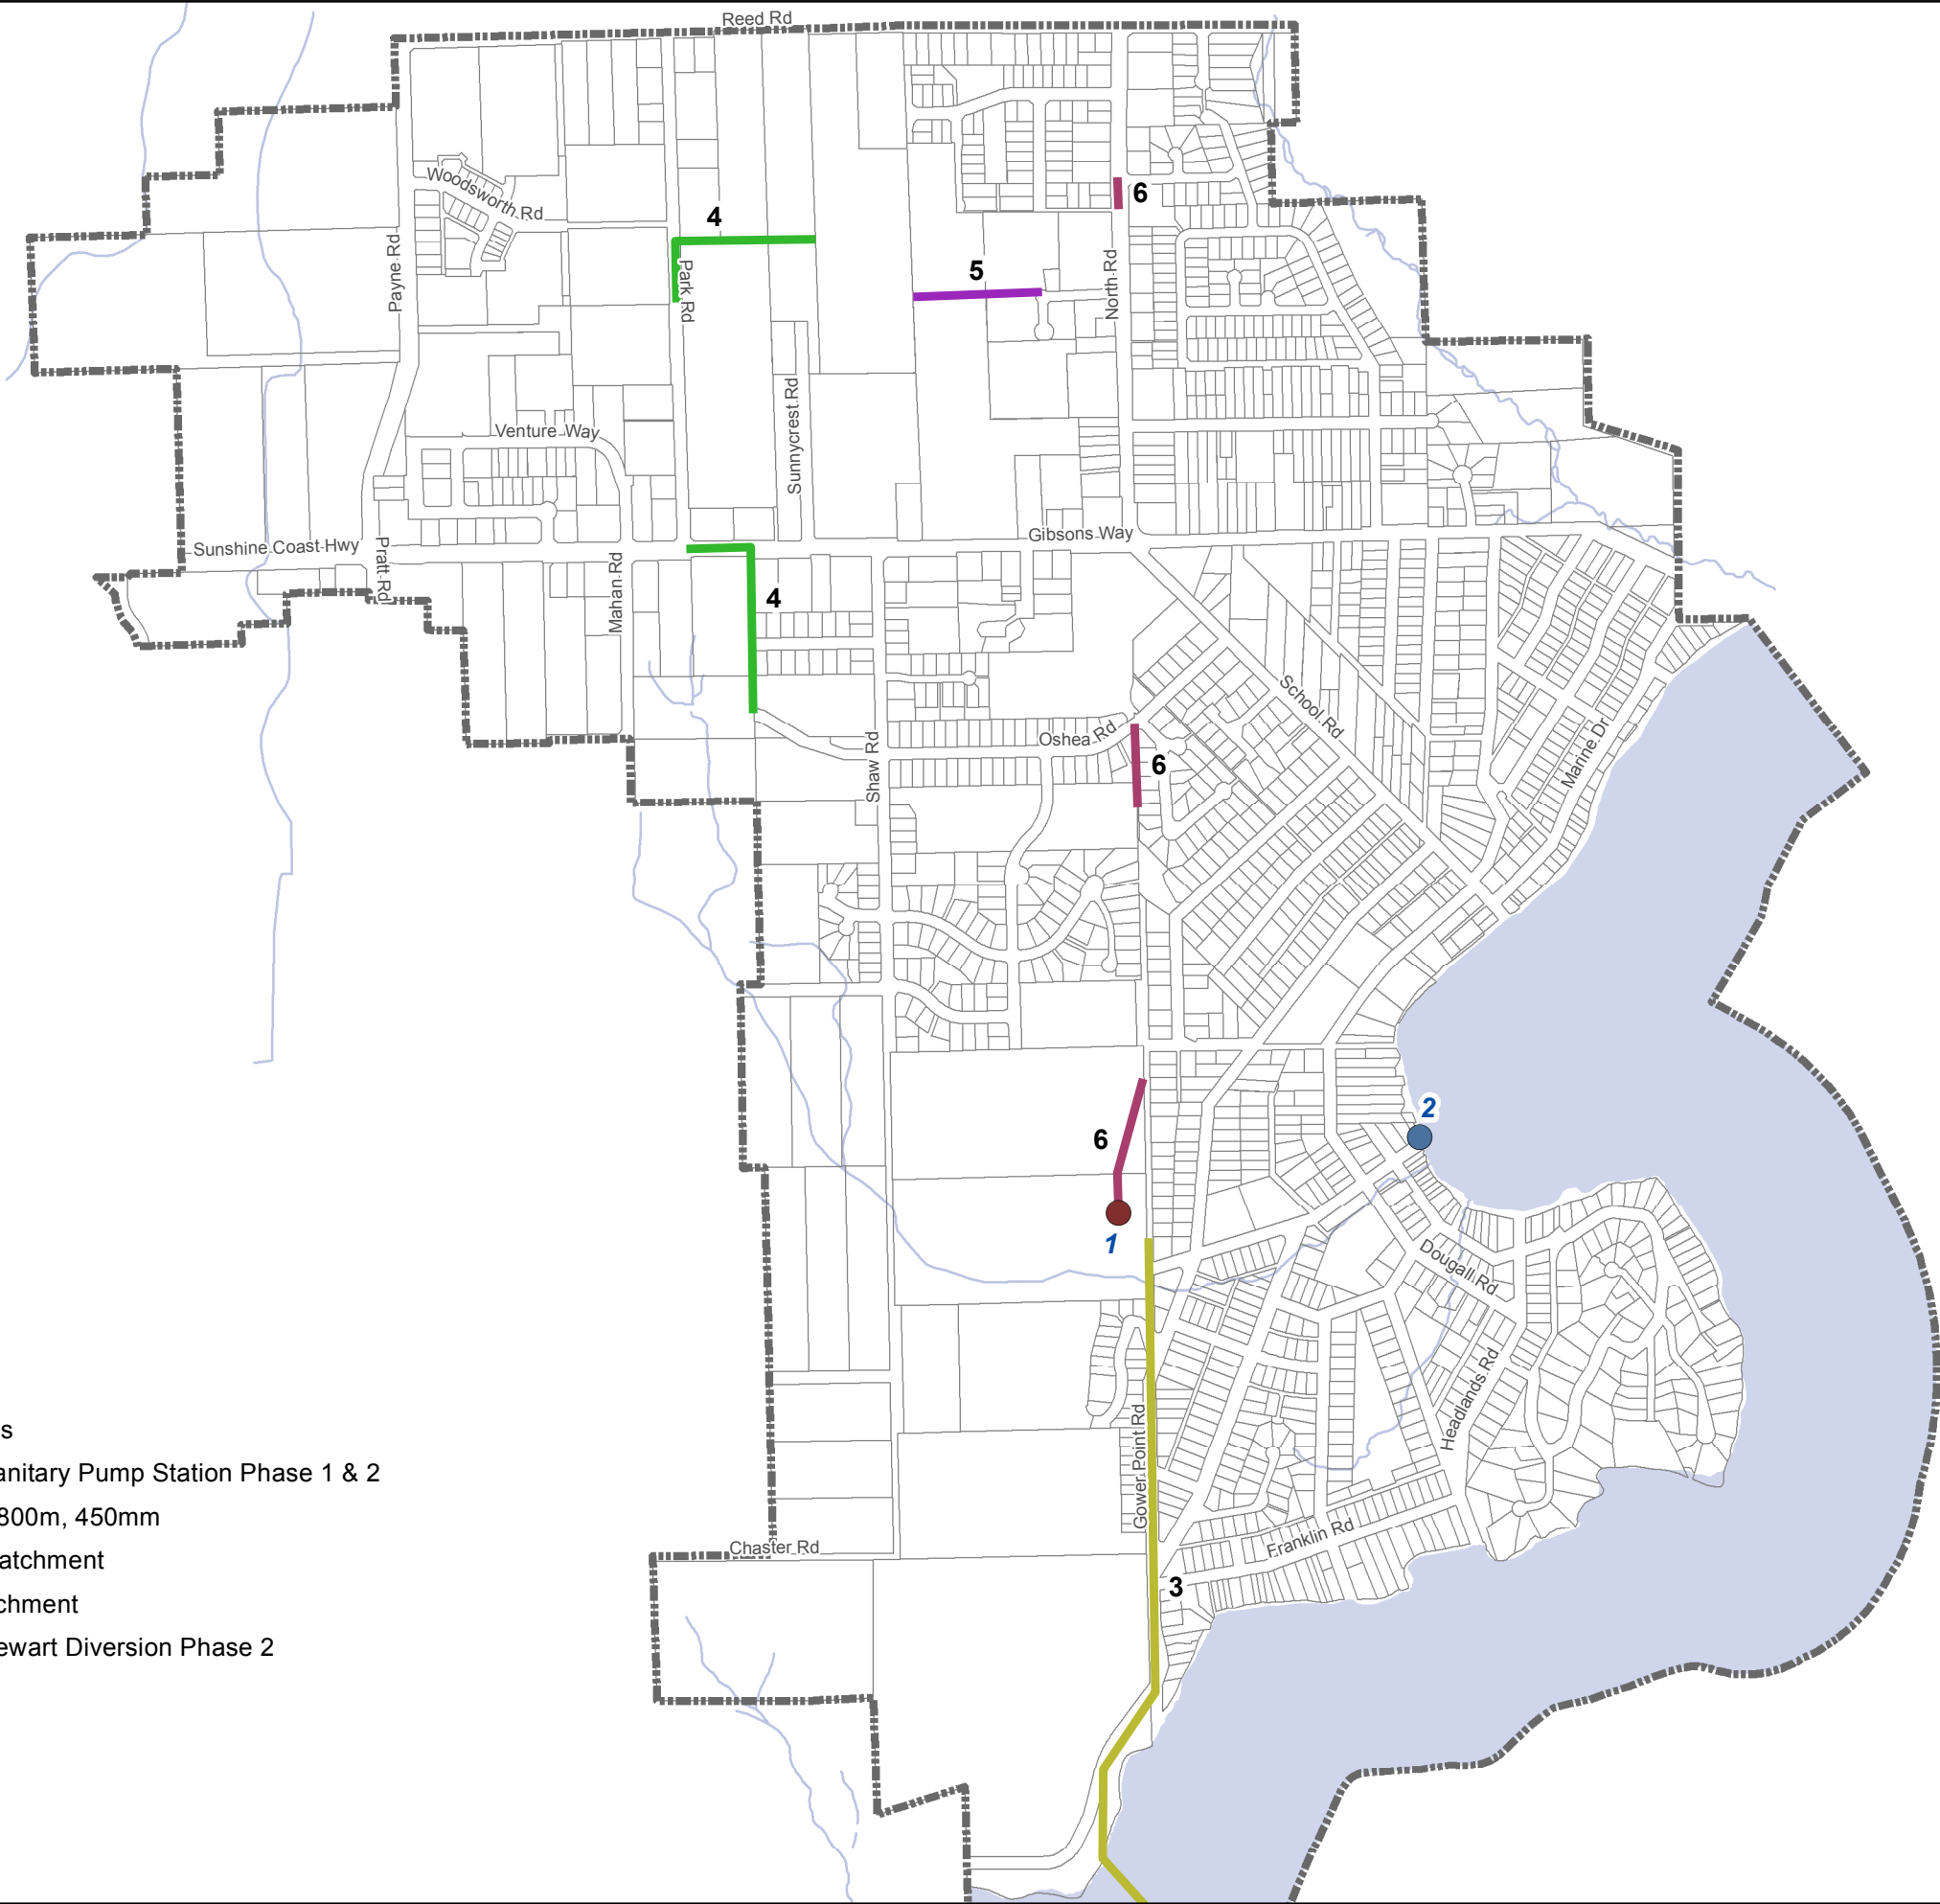 Reed Rd
Woodsworth Rd
6
4
Payne Rd
Park Rd
5
North Rd
Venture Way
Sunnycrest Rd
Gibsons Way
Sunshine Coast Hwy
Pratt Rd
Mahan Rd
4
School Rd
Oshea Rd
Marine Dr
Shaw Rd
6
2
6
1
Dougall Rd
Headlands Rd
Gower Point Rd
s
anitary Pump Station Phase 1 & 2
800m, 450mm
Franklin Rd
Chaster Rd
atchment
3
chment
ewart Diversion Phase 2